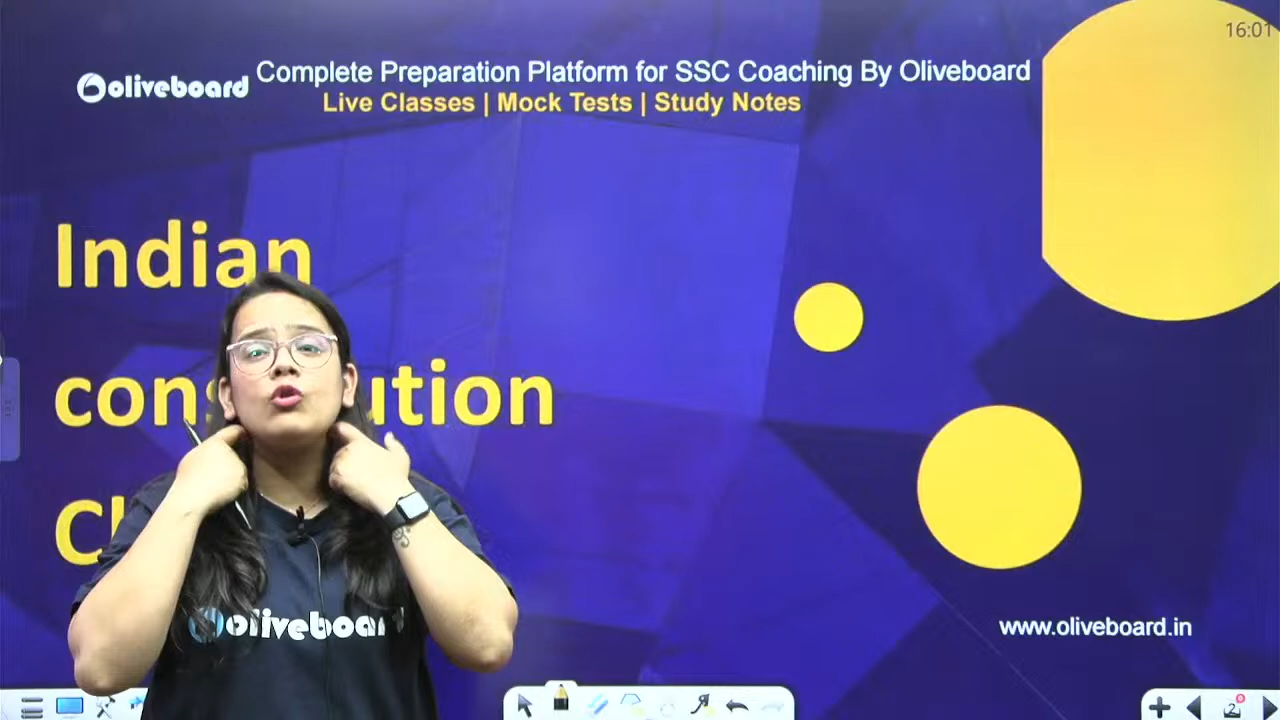 16:01
oliveboard Complete Preparation Platform for SSC Coaching By Oliveboard
Live Classes | Mock Tests | Study Notes
Indian
oliveboard
www.oliveboard.in
2